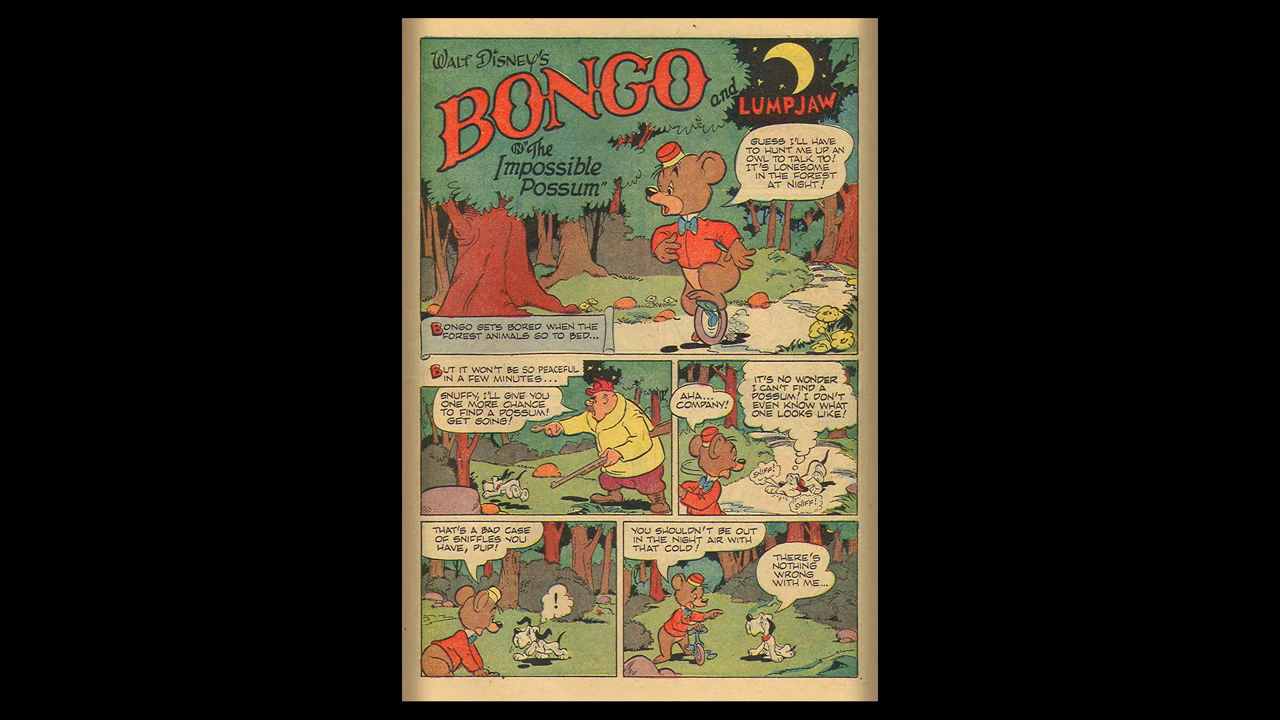 WALT DISNEY'S
BONGO
and
LUMPJAW
IN "The
Impossible
Possum"
GUESS I'LL HAVE
TO HUNT ME UP AN
OWL TO TALK TO!
IT'S LONESOME
IN THE FOREST
AT NIGHT!
BONGO GETS BORED WHEN THE
FOREST ANIMALS GO TO BED...
BUT IT WON'T BE SO PEACEFUL
IN A FEW MINUTES...
SNUFFY, I'LL GIVE YOU
ONE MORE CHANCE
TO FIND A POSSUM!
GET GOING!
AHA...
COMPANY!
IT'S NO WONDER
I CAN'T FIND A
POSSUM! I DON'T
EVEN KNOW WHAT
ONE LOOKS LIKE!
SNIFF!
SNIFF!
THAT'S A BAD CASE
OF SNIFFLES YOU
HAVE, PUP!
!
YOU SHOULDN'T BE OUT
IN THE NIGHT AIR WITH
THAT COLD!
THERE'S
NOTHING
WRONG
WITH ME...